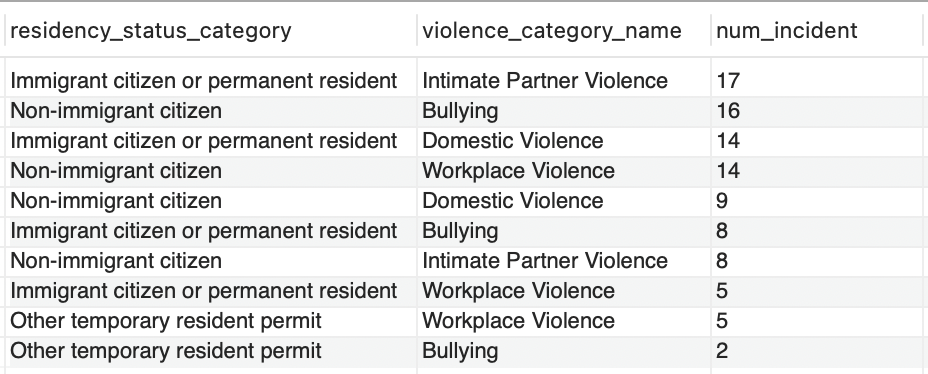 residency_status_category violence_category_name num_incident
Immigrant citizen or permanent resident Intimate Partner Violence 17
Non-immigrant citizen Bullying 16
Immigrant citizen or permanent resident Domestic Violence 14
Non-immigrant citizen Workplace Violence 14
Non-immigrant citizen Domestic Violence 9
Immigrant citizen or permanent resident Bullying 8
Non-immigrant citizen Intimate Partner Violence 8
Immigrant citizen or permanent resident Workplace Violence 5
Other temporary resident permit Workplace Violence 5
Other temporary resident permit Bullying 2